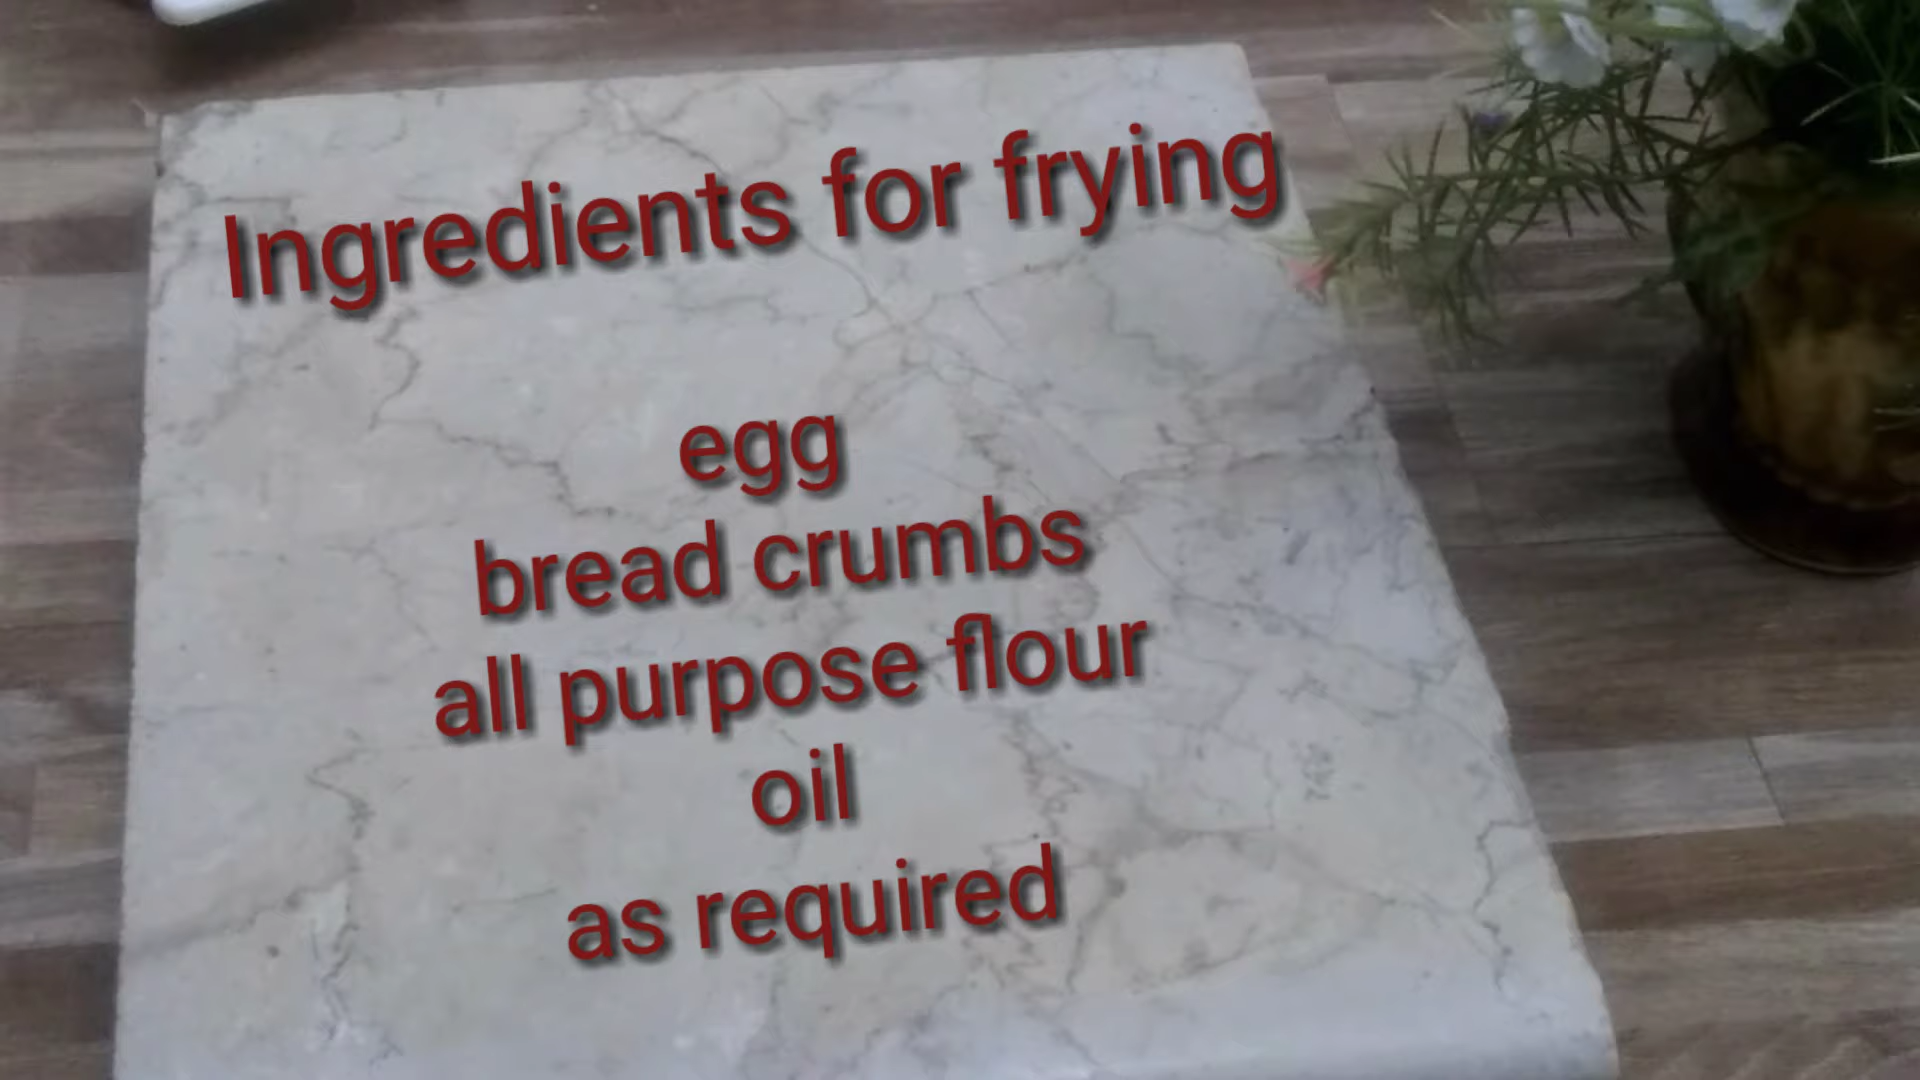 Ingredients for frying
egg
bread crumbs
all purpose flour
oil
as required